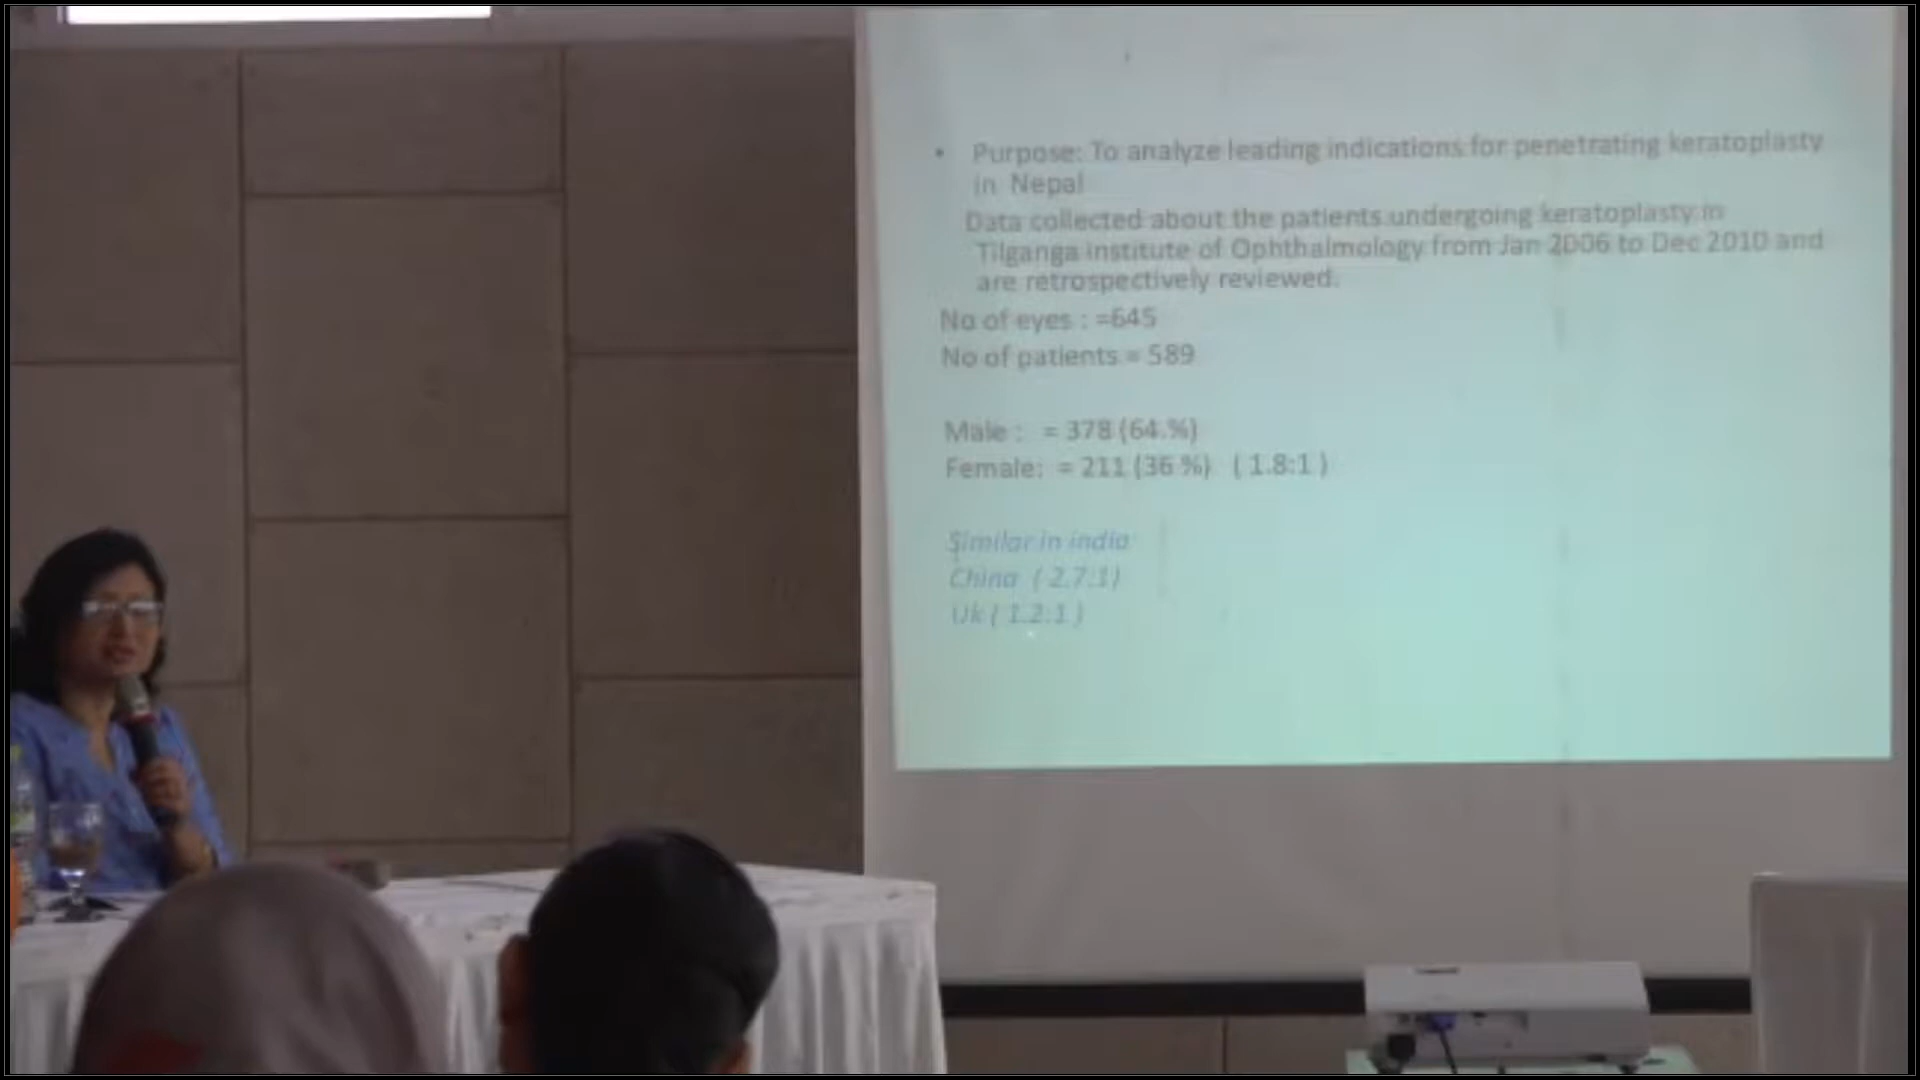 • Purpose: To analyze leading indications for penetrating keratoplasty
in Nepal
Data collected about the patients undergoing keratoplasty in
Tilganga institute of Ophthalmology from Jan 2006 to Dec 2010 and
are retrospectively reviewed.
No of eyes : =645
No of patients = 589
Male : = 378 (64.%)
Female: = 211 (36 %) ( 1.8:1 )
Similar in india
China ( 2.7:1)
Uk ( 1.2:1 )